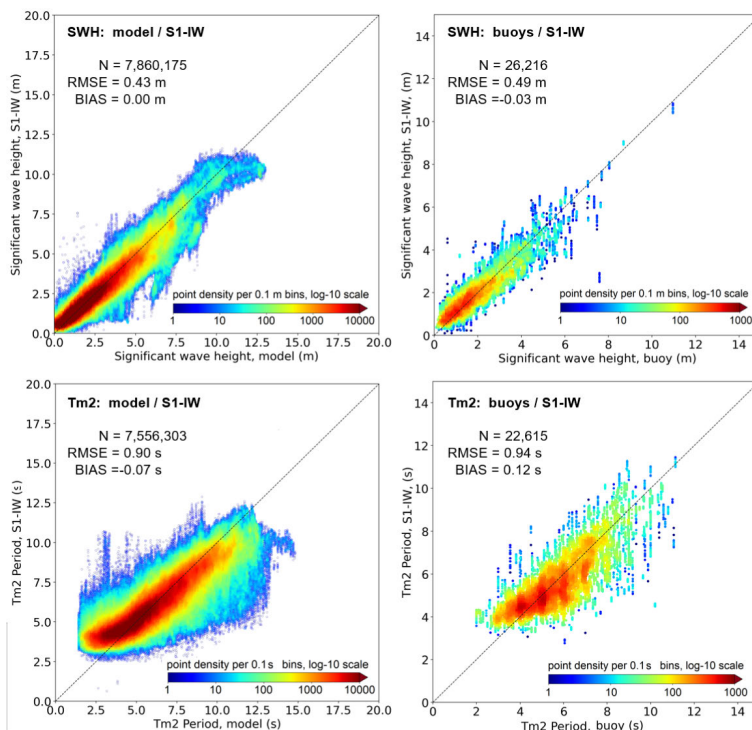 SWH: model / S1-IW
N = 7,860,175
RMSE = 0.43 m
BIAS = 0.00 m
Significant wave height, S1-IW (m)
20.0
17.5
15.0
12.5
10.0
7.5
5.0
2.5
0.0
point density per 0.1 m bins, log-10 scale
1 10 100 1000 10000
0.0 2.5 5.0 7.5 10.0 12.5 15.0 17.5 20.0
Significant wave height, model (m)
SWH: buoys / S1-IW
N = 26,216
RMSE = 0.49 m
BIAS =-0.03 m
Significant wave height, S1-IW, (m)
14
12
10
8
6
4
2
0
point density per 0.1 m bins, log-10 scale
1 10 100 1000
0 2 4 6 8 10 12 14
Significant wave height, buoy (m)
Tm2: model / S1-IW
N = 7,556,303
RMSE = 0.90 s
BIAS =-0.07 s
Tm2 Period, S1-IW (s)
20.0
17.5
15.0
12.5
10.0
7.5
5.0
2.5
0.0
point density per 0.1s bins, log-10 scale
1 10 100 1000 10000
0.0 2.5 5.0 7.5 10.0 12.5 15.0 17.5 20.0
Tm2 Period, model (s)
Tm2: buoys / S1-IW
N = 22,615
RMSE = 0.94 s
BIAS = 0.12 s
Tm2 Period, S1-IW, (s)
14
12
10
8
6
4
2
0
point density per 0.1s bins, log-10 scale
1 10 100 1000
0 2 4 6 8 10 12 14
Tm2 Period, buoy (s)